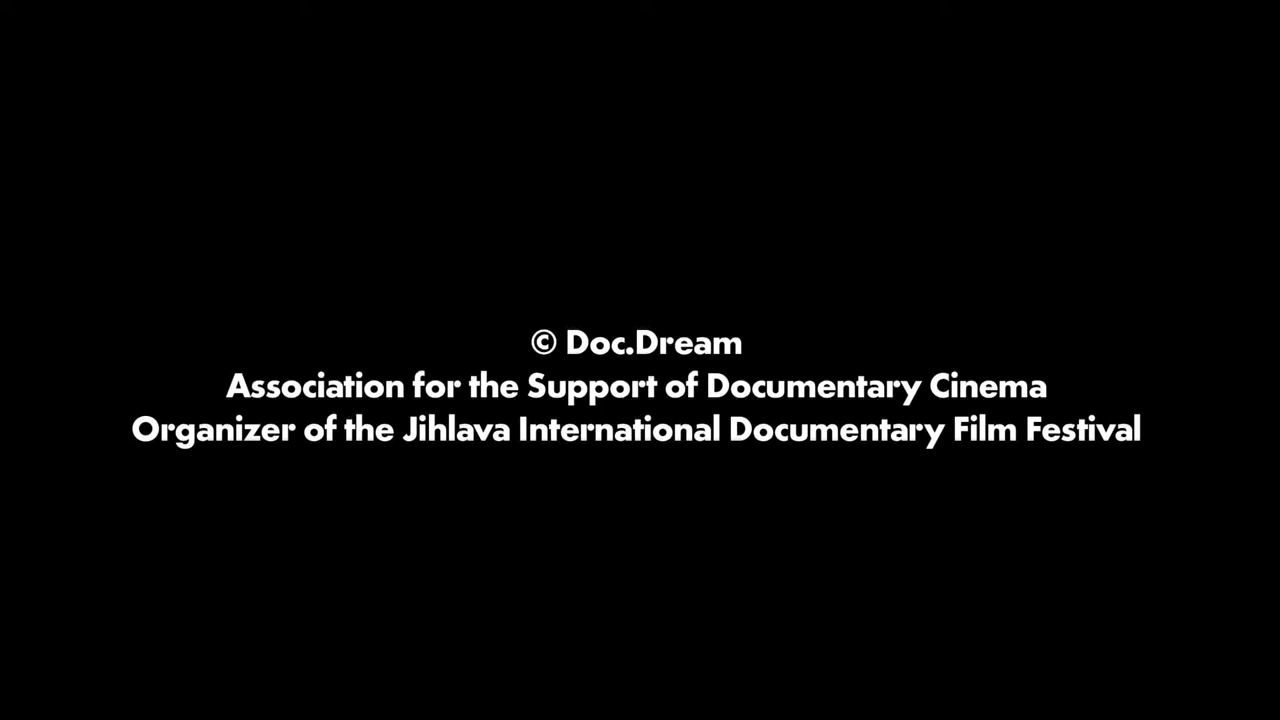 © Doc.Dream
Association for the Support of Documentary Cinema
Organizer of the Jihlava International Documentary Film Festival